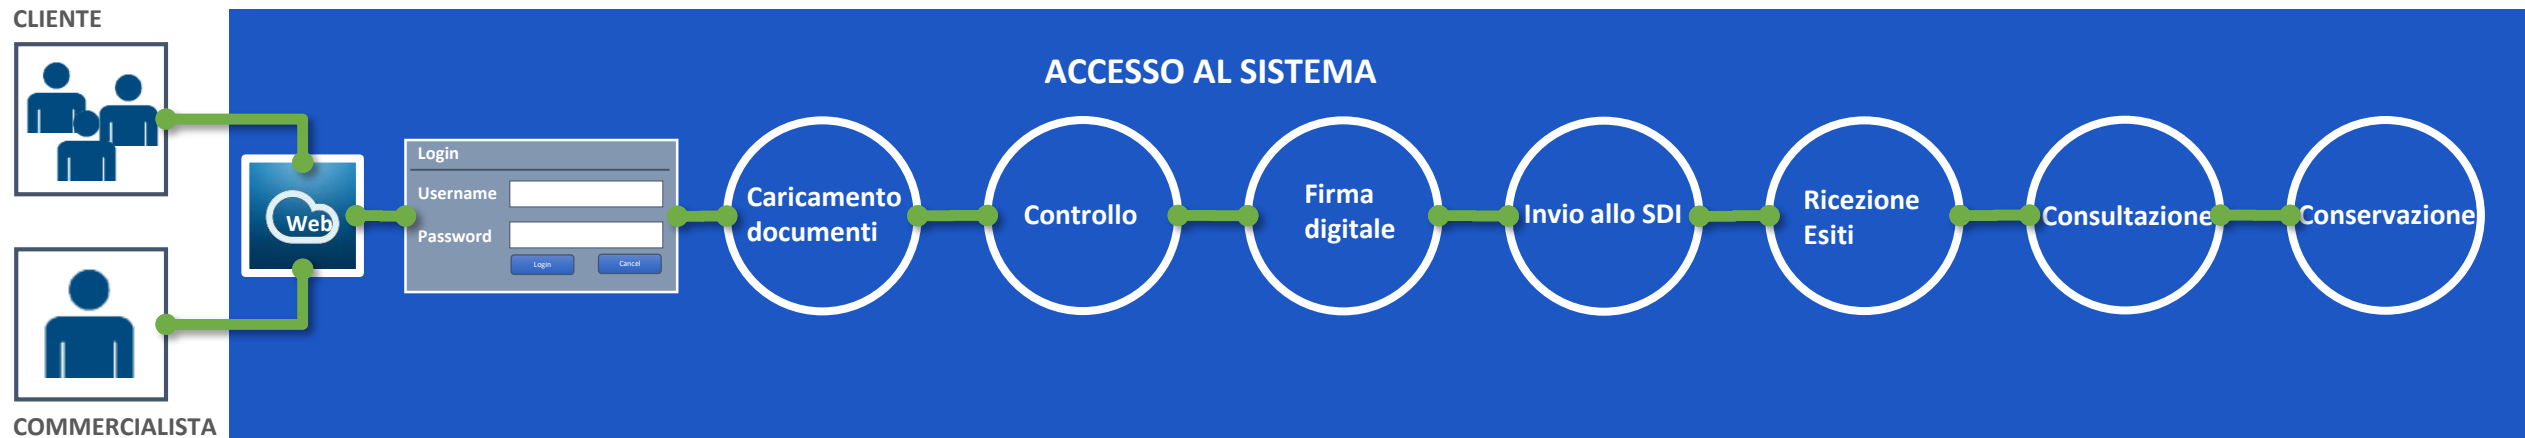 CLIENTE
ACCESSO AL SISTEMA
Web
Login
Username
Password
Login
Cancel
Caricamento
documenti
Controllo
Firma
digitale
Invio allo SDI
Ricezione
Esiti
Consultazione
Conservazione
COMMERCIALISTA